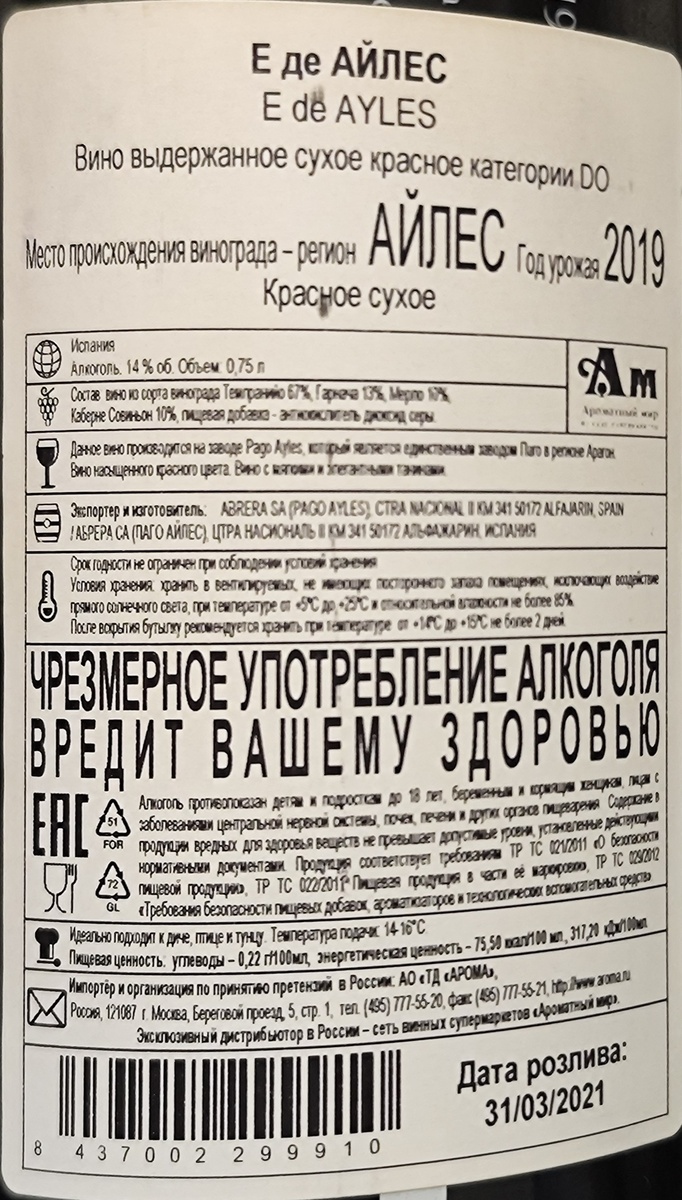 Е де АЙЛЕС
E de AYLES
Вино выдержанное сухое красное категории DO
Место происхождения винограда – регион АЙЛЕС Год урожая 2019
Красное сухое
Испания
Алкоголь. 14 % об. Объем: 0,75 л
Ам
Ароматный мир
Состав: вино из сорта винограда Темпранийо 67%, Гарнача 13%, Мерло 10%,
Каберне Совиньон 10%, пищевая добавка - антиокислитель диоксид серы.
Данное вино производится на заводе Pago Ayles, который является единственным заводом Паго в регионе Арагон.
Вино насыщенного красного цвета. Вино с мягкими и элегантными танинами.
Экспортер и изготовитель: ABRERA SA (PAGO AYLES), CTRA NACIONAL II KM 341 50172 ALFAJARIN, SPAIN
/ АБРЕРА СА (ПАГО АЙЛЕС), ЦТРА НАСИОНАЛЬ II КМ 341 50172 АЛЬФАЖАРИН, ИСПАНИЯ
Срок годности не ограничен при соблюдении условий хранения
Условия хранения: хранить в вентилируемых, не имеющих постороннего запаха помещениях, исключающих воздействие
прямого солнечного света, при температуре от +5°С до +25°С и относительной влажности не более 85%.
После вскрытия бутылку рекомендуется хранить при температуре от +14°С до +15°С не более 2 дней.
ЧРЕЗМЕРНОЕ УПОТРЕБЛЕНИЕ АЛКОГОЛЯ
ВРЕДИТ ВАШЕМУ ЗДОРОВЬЮ
EAC
51
FOR
72
GL
Алкоголь противопоказан детям и подросткам до 18 лет, беременным и кормящим женщинам, лицам с
заболеваниями центральной нервной системы, почек, печени и других органов пищеварения. Содержание в
продукции вредных для здоровья веществ не превышает допустимые уровни, установленные действующими
нормативными документами. Продукция соответствует требованиям ТР ТС 021/2011 «О безопасности
пищевой продукции», ТР ТС 022/2011 "Пищевая продукция в части её маркировки», ТР ТС 029/2012
«Требования безопасности пищевых добавок, ароматизаторов и технологических вспомогательных средств»
Идеально подходит к дичи, птице и тунцу. Температура подачи: 14-16°С
Пищевая ценность: углеводы – 0,22 г/100мл, энергетическая ценность – 75,50 ккал/100 мл, 317,20 кДж/100мл
Импортёр и организация по принятию претензий в России: АО «ТД «АРОМА»,
Россия, 121087 г. Москва, Береговой проезд, 5, стр. 1, тел. (495) 777-55-20, факс (495) 777-55-21, http://www.aroma.ru
Эксклюзивный дистрибьютор в России – сеть винных супермаркетов «Ароматный мир».
Дата розлива:
31/03/2021
8 437002 299910